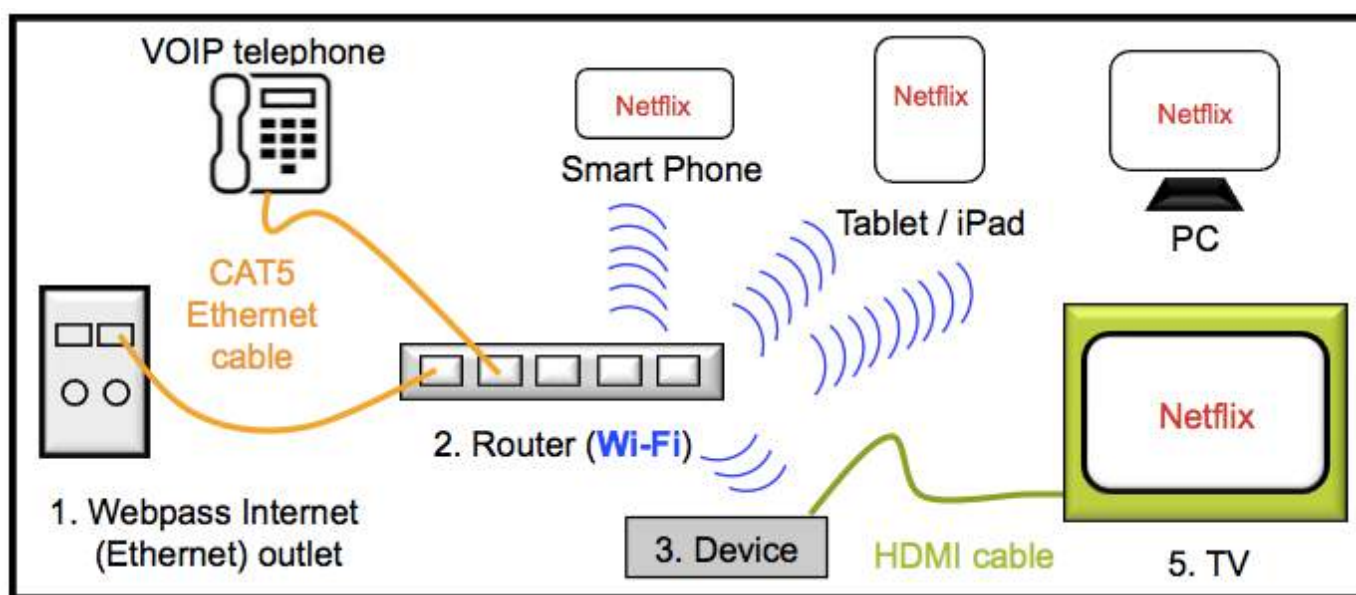 VOIP telephone
Netflix
Smart Phone
Netflix
Tablet / iPad
Netflix
PC
CAT5
Ethernet
cable
2. Router (Wi-Fi)
1. Webpass Internet
(Ethernet) outlet
3. Device
HDMI cable
Netflix
5. TV